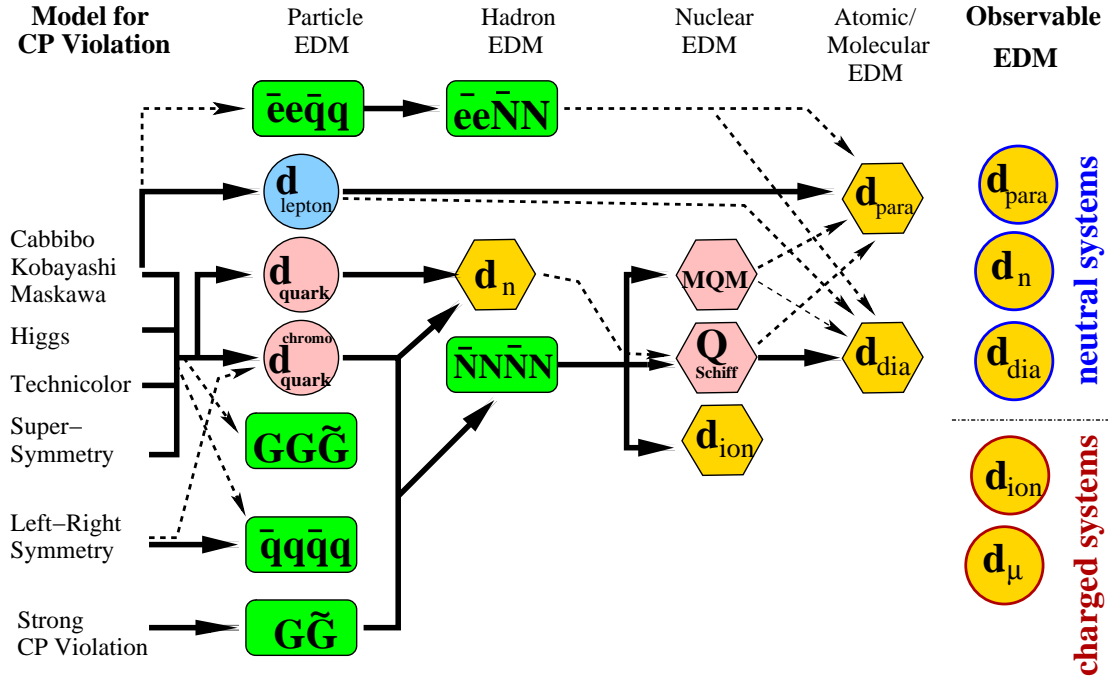 Model for
CP Violation
Particle
EDM
Hadron
EDM
Nuclear
EDM
Atomic/
Molecular
EDM
Observable
EDM
ēeq̄q
ēeN̄N
d lepton
d para
d para
Cabbibo
Kobayashi
Maskawa
d quark
d n
MQM
d n
neutral systems
Higgs
d chromo quark
N̄NN̄N
Q Schiff
d dia
d dia
Technicolor
Super–
Symmetry
GGG̃
d ion
d ion
Left–Right
Symmetry
q̄qq̄q
d μ
charged systems
Strong
CP Violation
GG̃